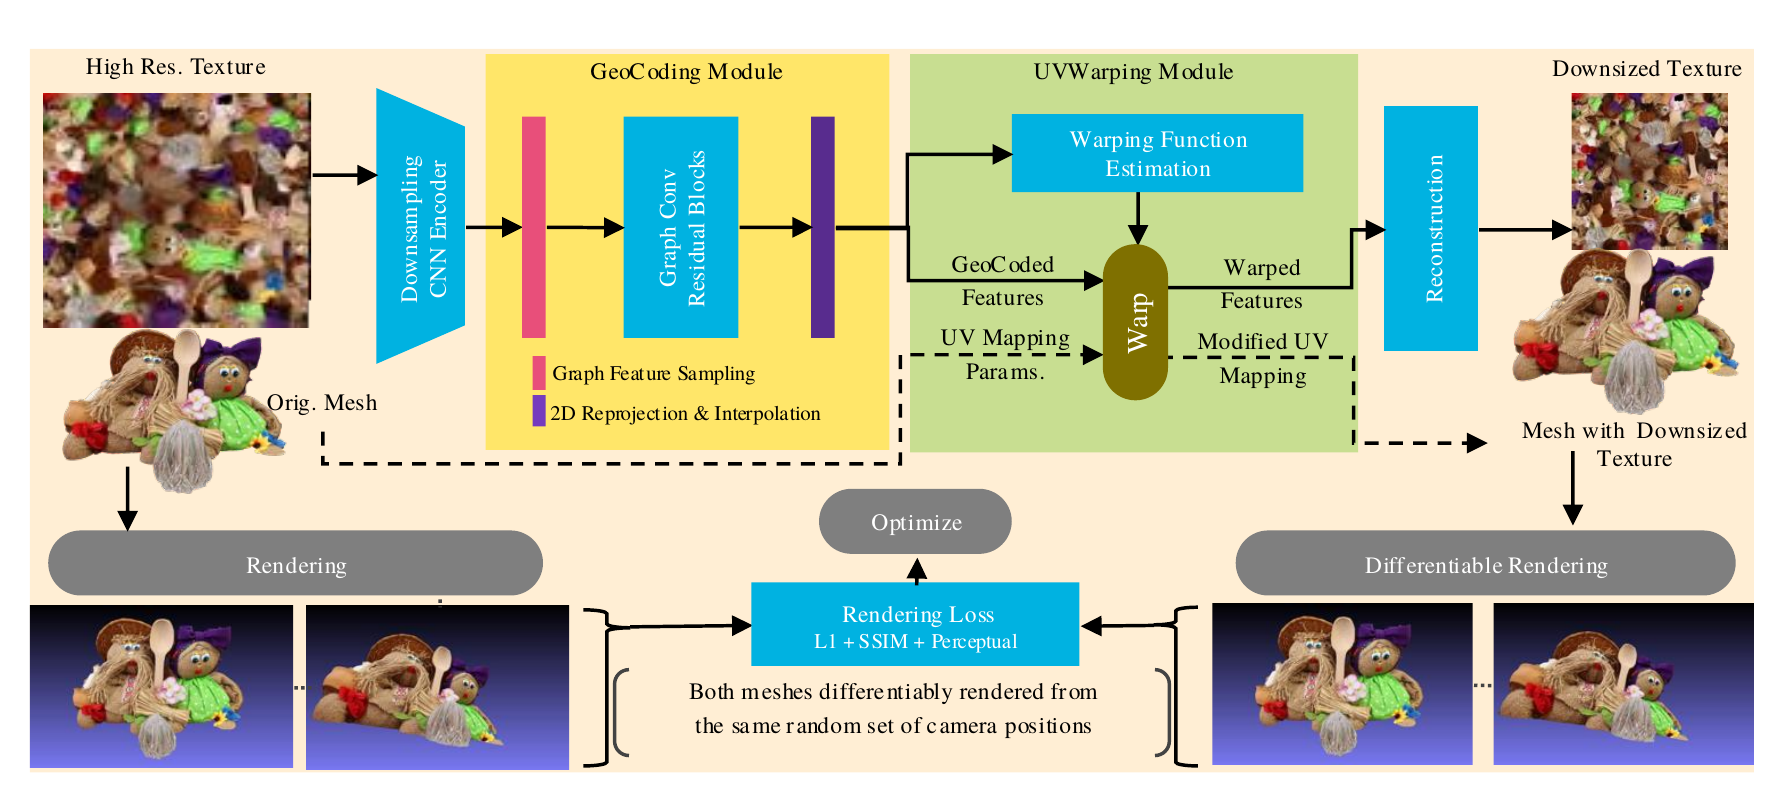 High Res. Texture
GeoCoding Module
UVWarping Module
Downsized Texture
Downsampling
CNN Encoder
Graph Conv
Residual Blocks
Warping Function
Estimation
Reconstruction
GeoCoded
Features
Warp
Warped
Features
UV Mapping
Params.
Modified UV
Mapping
Graph Feature Sampling
2D Reprojection & Interpolation
Orig. Mesh
Mesh with Downsized
Texture
Optimize
Rendering
Differentiable Rendering
Rendering Loss
L1 + SSIM + Perceptual
Both meshes differentiably rendered from
the same random set of camera positions